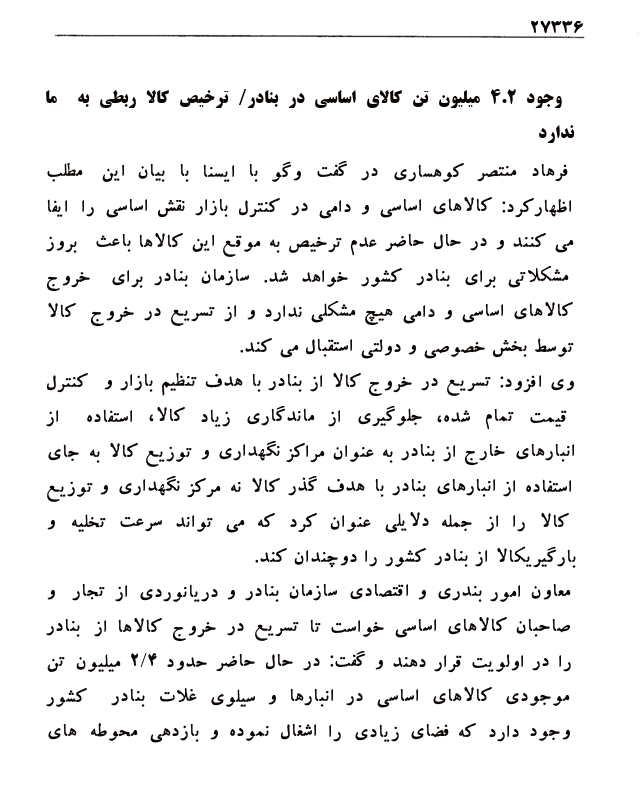 ۲۷۳۳۶
وجود ۴.۲ میلیون تن کالای اساسی در بنادر/ ترخیص کالا ربطی به ما
ندارد
فرهاد منتصر کوهساری در گفت وگو با ایسنا با بیان این مطلب
اظهارکرد: کالاهای اساسی و دامی در کنترل بازار نقش اساسی را ایفا
می کنند و در حال حاضر عدم ترخیص به موقع این کالاها باعث بروز
مشکلاتی برای بنادر کشور خواهد شد. سازمان بنادر برای خروج
کالاهای اساسی و دامی هیچ مشکلی ندارد و از تسریع در خروج کالا
توسط بخش خصوصی و دولتی استقبال می کند.
وی افزود: تسریع در خروج کالا از بنادر با هدف تنظیم بازار و کنترل
قیمت تمام شده، جلوگیری از ماندگاری زیاد کالا، استفاده از
انبارهای خارج از بنادر به عنوان مراکز نگهداری و توزیع کالا به جای
استفاده از انبارهای بنادر با هدف گذر کالا نه مرکز نگهداری و توزیع
کالا را از جمله دلایلی عنوان کرد که می تواند سرعت تخلیه و
بارگیریکالا از بنادر کشور را دوچندان کند.
معاون امور بندری و اقتصادی سازمان بنادر و دریانوردی از تجار و
صاحبان کالاهای اساسی خواست تا تسریع در خروج کالاها از بنادر
را در اولویت قرار دهند و گفت: در حال حاضر حدود ۲/۴ میلیون تن
موجودی کالاهای اساسی در انبارها و سیلوی غلات بنادر کشور
وجود دارد که فضای زیادی را اشغال نموده و بازدهی محوطه های